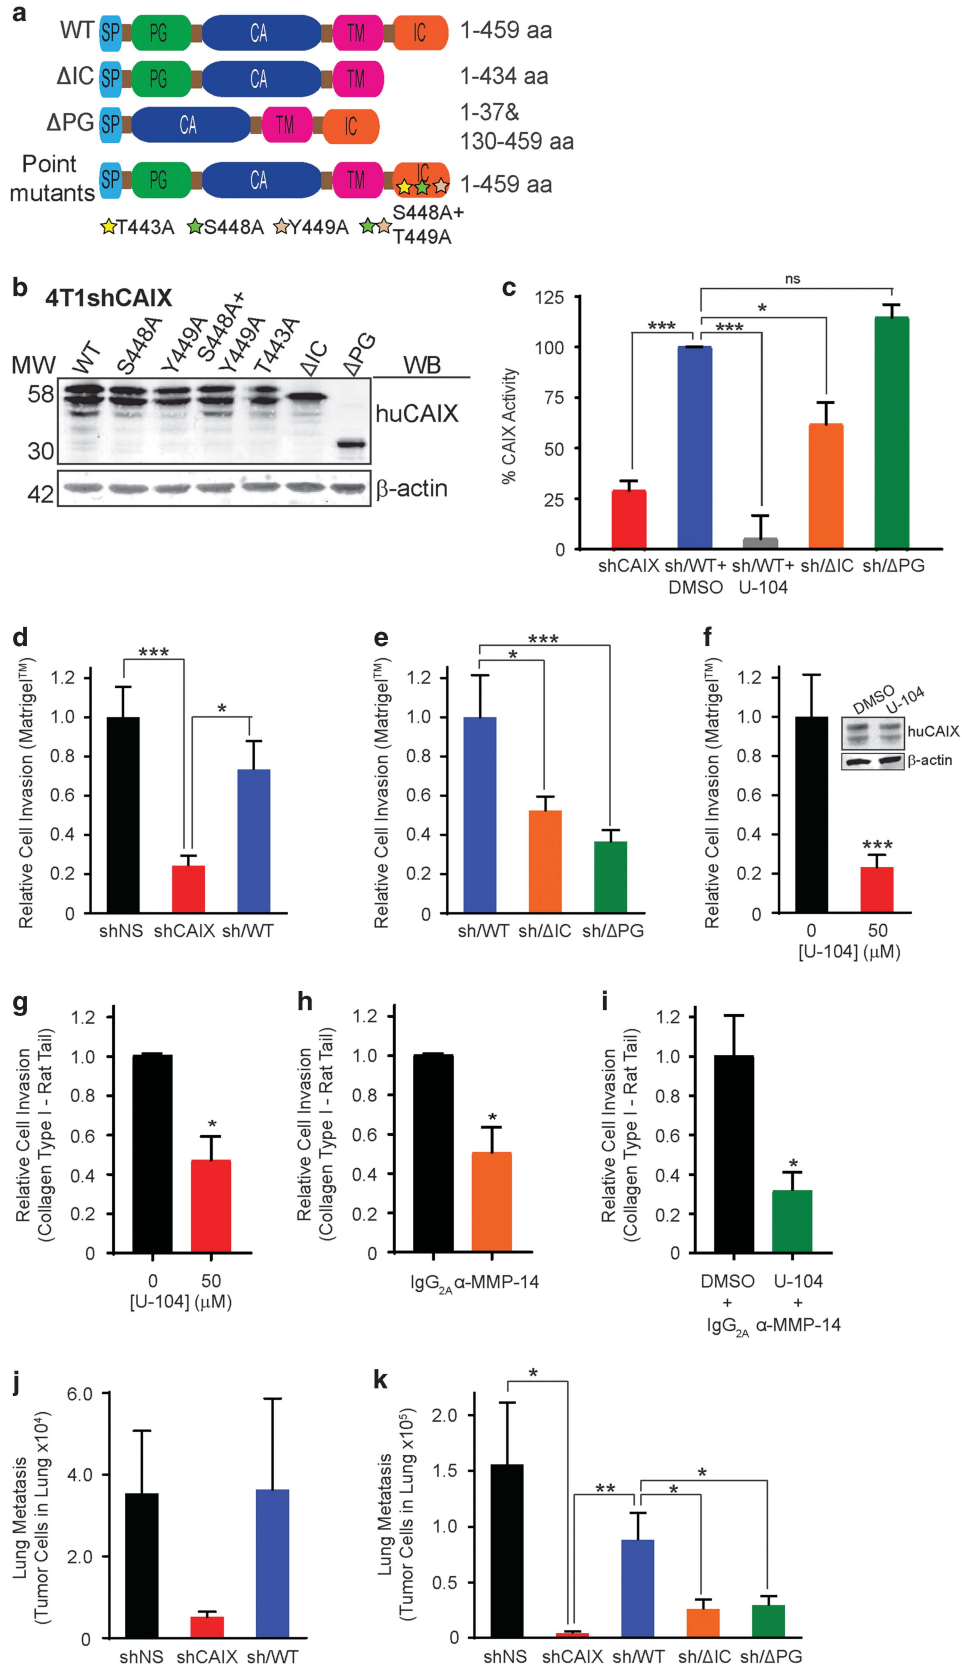 a
WT SP PG CA TM IC 1-459 aa
ΔIC SP PG CA TM 1-434 aa
ΔPG SP CA TM IC 1-37&
130-459 aa
Point
mutants SP PG CA TM IC 1-459 aa
T443A S448A Y449A S448A+
T449A
b 4T1shCAIX
MW WT S448A Y449A S448A+
Y449A T443A ΔIC ΔPG WB
58
huCAIX
30
42 β-actin
c
% CAIX Activity
125
100
75
50
25
0
*** *** * ns
shCAIX sh/WT+ sh/WT+ sh/ΔIC sh/ΔPG
DMSO U-104
d
Relative Cell Invasion (Matrigel™)
1.2
1.0
0.8
0.6
0.4
0.2
0
*** *
shNS shCAIX sh/WT
e
Relative Cell Invasion (Matrigel™)
1.2
1.0
0.8
0.6
0.4
0.2
0
***
*
sh/WT sh/ΔIC sh/ΔPG
f
Relative Cell Invasion (Matrigel™)
1.2
1.0
0.8
0.6
0.4
0.2
0
DMSO U-104
huCAIX
β-actin
***
0 50
[U-104] (μM)
g
Relative Cell Invasion
(Collagen Type I - Rat Tail)
1.2
1.0
0.8
0.6
0.4
0.2
0
*
0 50
[U-104] (μM)
h
Relative Cell Invasion
(Collagen Type I - Rat Tail)
1.2
1.0
0.8
0.6
0.4
0.2
0
*
IgG2A α-MMP-14
i
Relative Cell Invasion
(Collagen Type I - Rat Tail)
1.2
1.0
0.8
0.6
0.4
0.2
0
*
DMSO U-104
+ +
IgG2A α-MMP-14
j
Lung Metastasis
(Tumor Cells in Lung x10⁴)
6.0
4.0
2.0
0
shNS shCAIX sh/WT
k
Lung Metastasis
(Tumor Cells in Lung x10⁵)
2.0
1.5
1.0
0.5
0
* ** * *
shNS shCAIX sh/WT sh/ΔIC sh/ΔPG